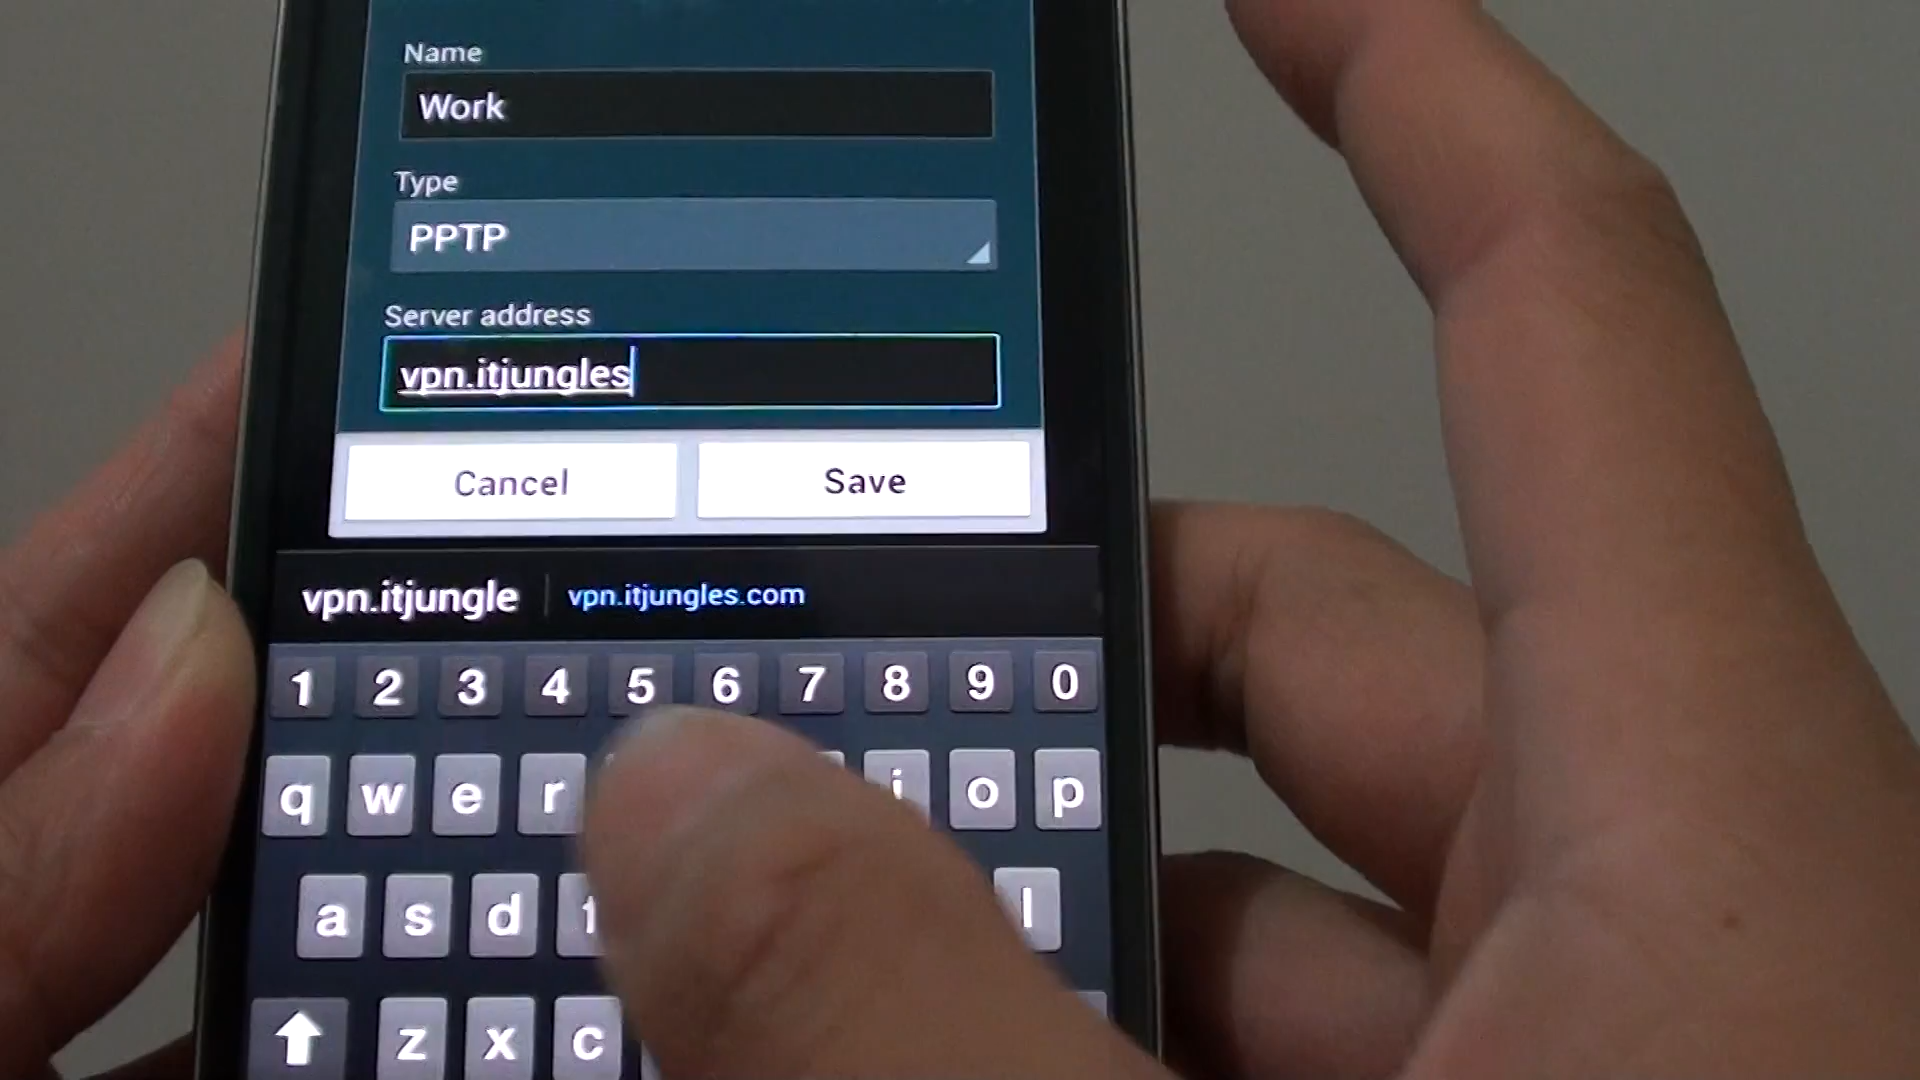 Name
Work
Type
PPTP
Server address
vpn.itjungles
Cancel Save
vpn.itjungle vpn.itjungles.com
1 2 3 4 5 6 7 8 9 0
q w e r i o p
a s d f l
z x c